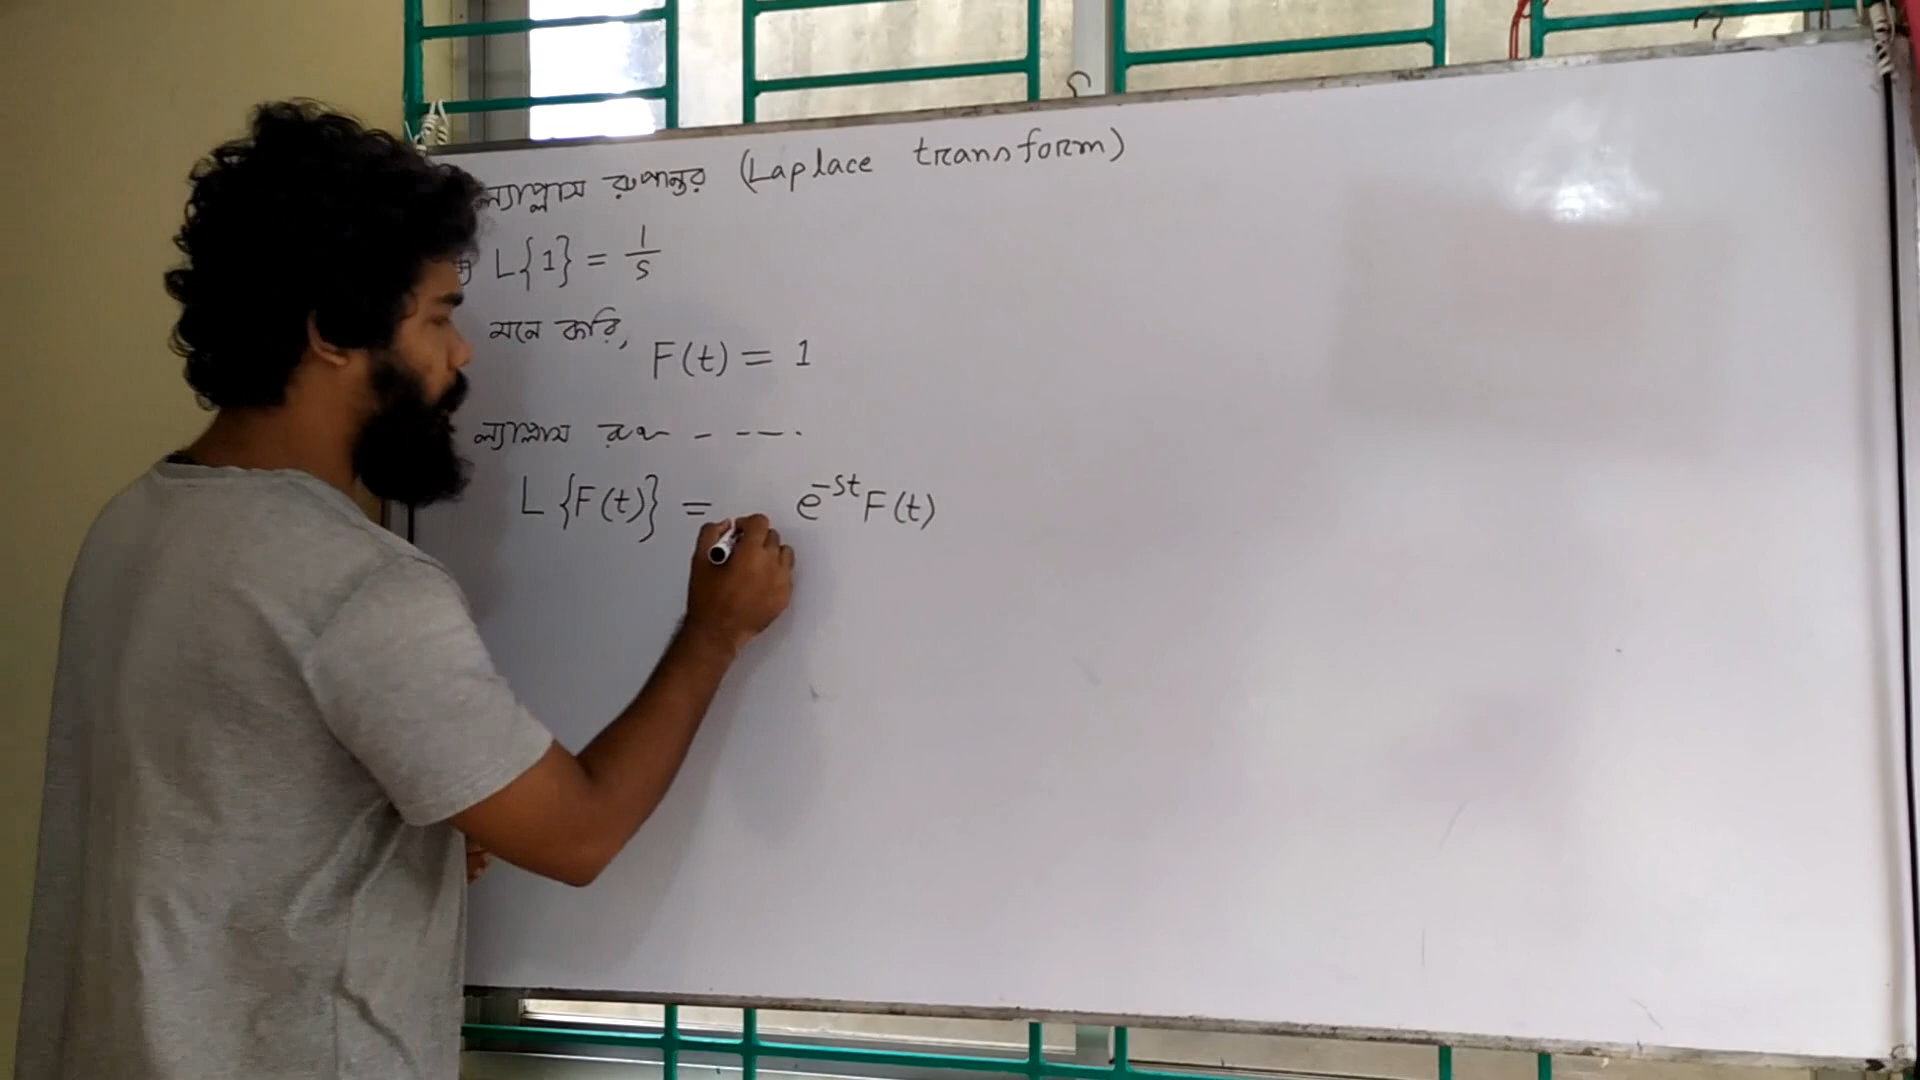 ল্যাপ্লাস রুপান্তর (Laplace transform)
L{1} = 1/s
মনে করি,
F(t) = 1
ল্যাপ্লাস
L{F(t)} = e^-st F(t)